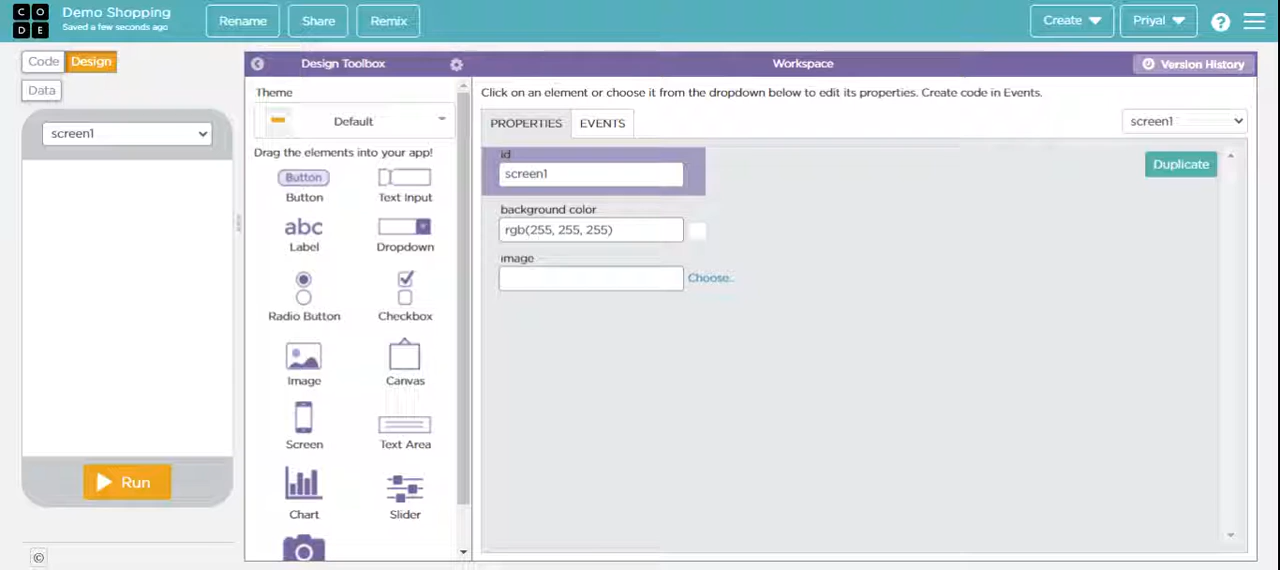 CODE
Demo Shopping
Saved a few seconds ago
Rename
Share
Remix
Create
Priyal
?
Code
Design
Data
Design Toolbox
Workspace
Version History
Theme
Default
Click on an element or choose it from the dropdown below to edit its properties. Create code in Events.
PROPERTIES
EVENTS
screen1
screen1
Drag the elements into your app!
Button
Button
Text Input
abc
Label
Dropdown
Radio Button
Checkbox
Image
Canvas
Screen
Text Area
Chart
Slider
id
screen1
Duplicate
background color
rgb(255, 255, 255)
image
Choose...
Run
©